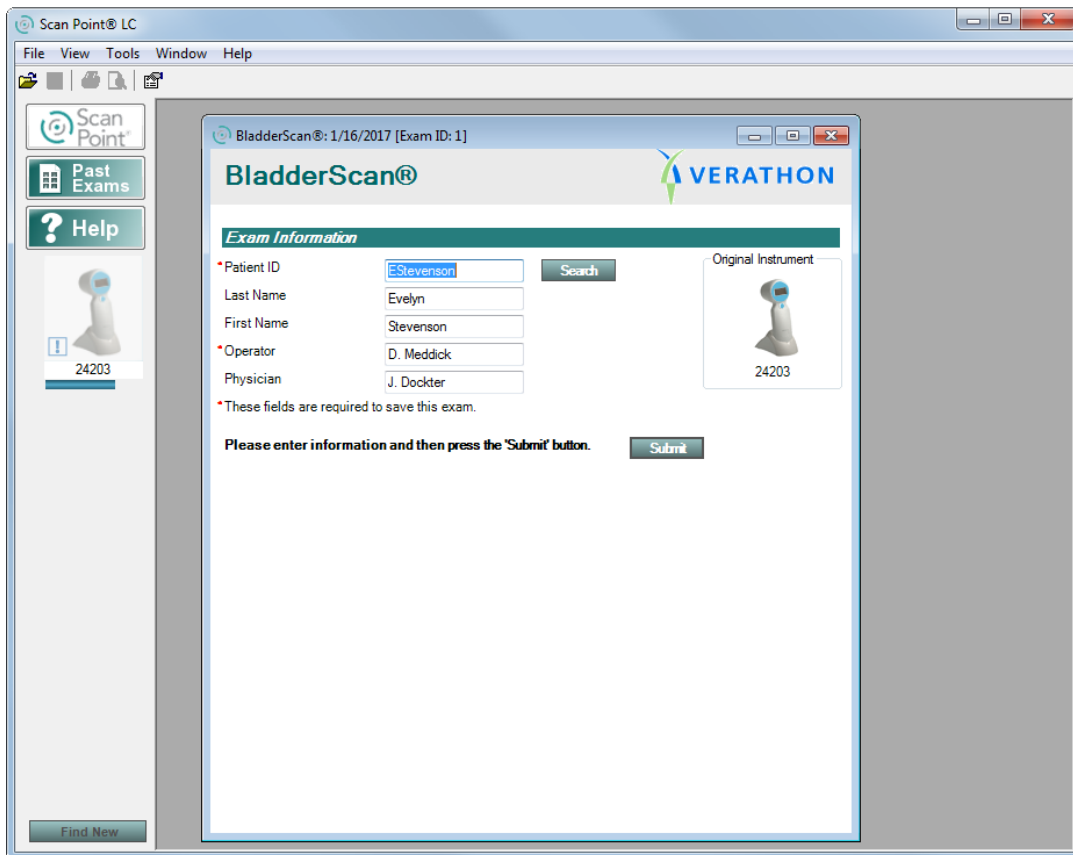 Scan Point® LC
File View Tools Window Help
Scan
Point®
Past
Exams
? Help
24203
Find New
BladderScan®: 1/16/2017 [Exam ID: 1]
BladderScan®
VERATHON
Exam Information
*Patient ID EStevenson Search
Last Name Evelyn
First Name Stevenson
*Operator D. Meddick
Physician J. Dockter
*These fields are required to save this exam.
Please enter information and then press the 'Submit' button. Submit
Original Instrument
24203